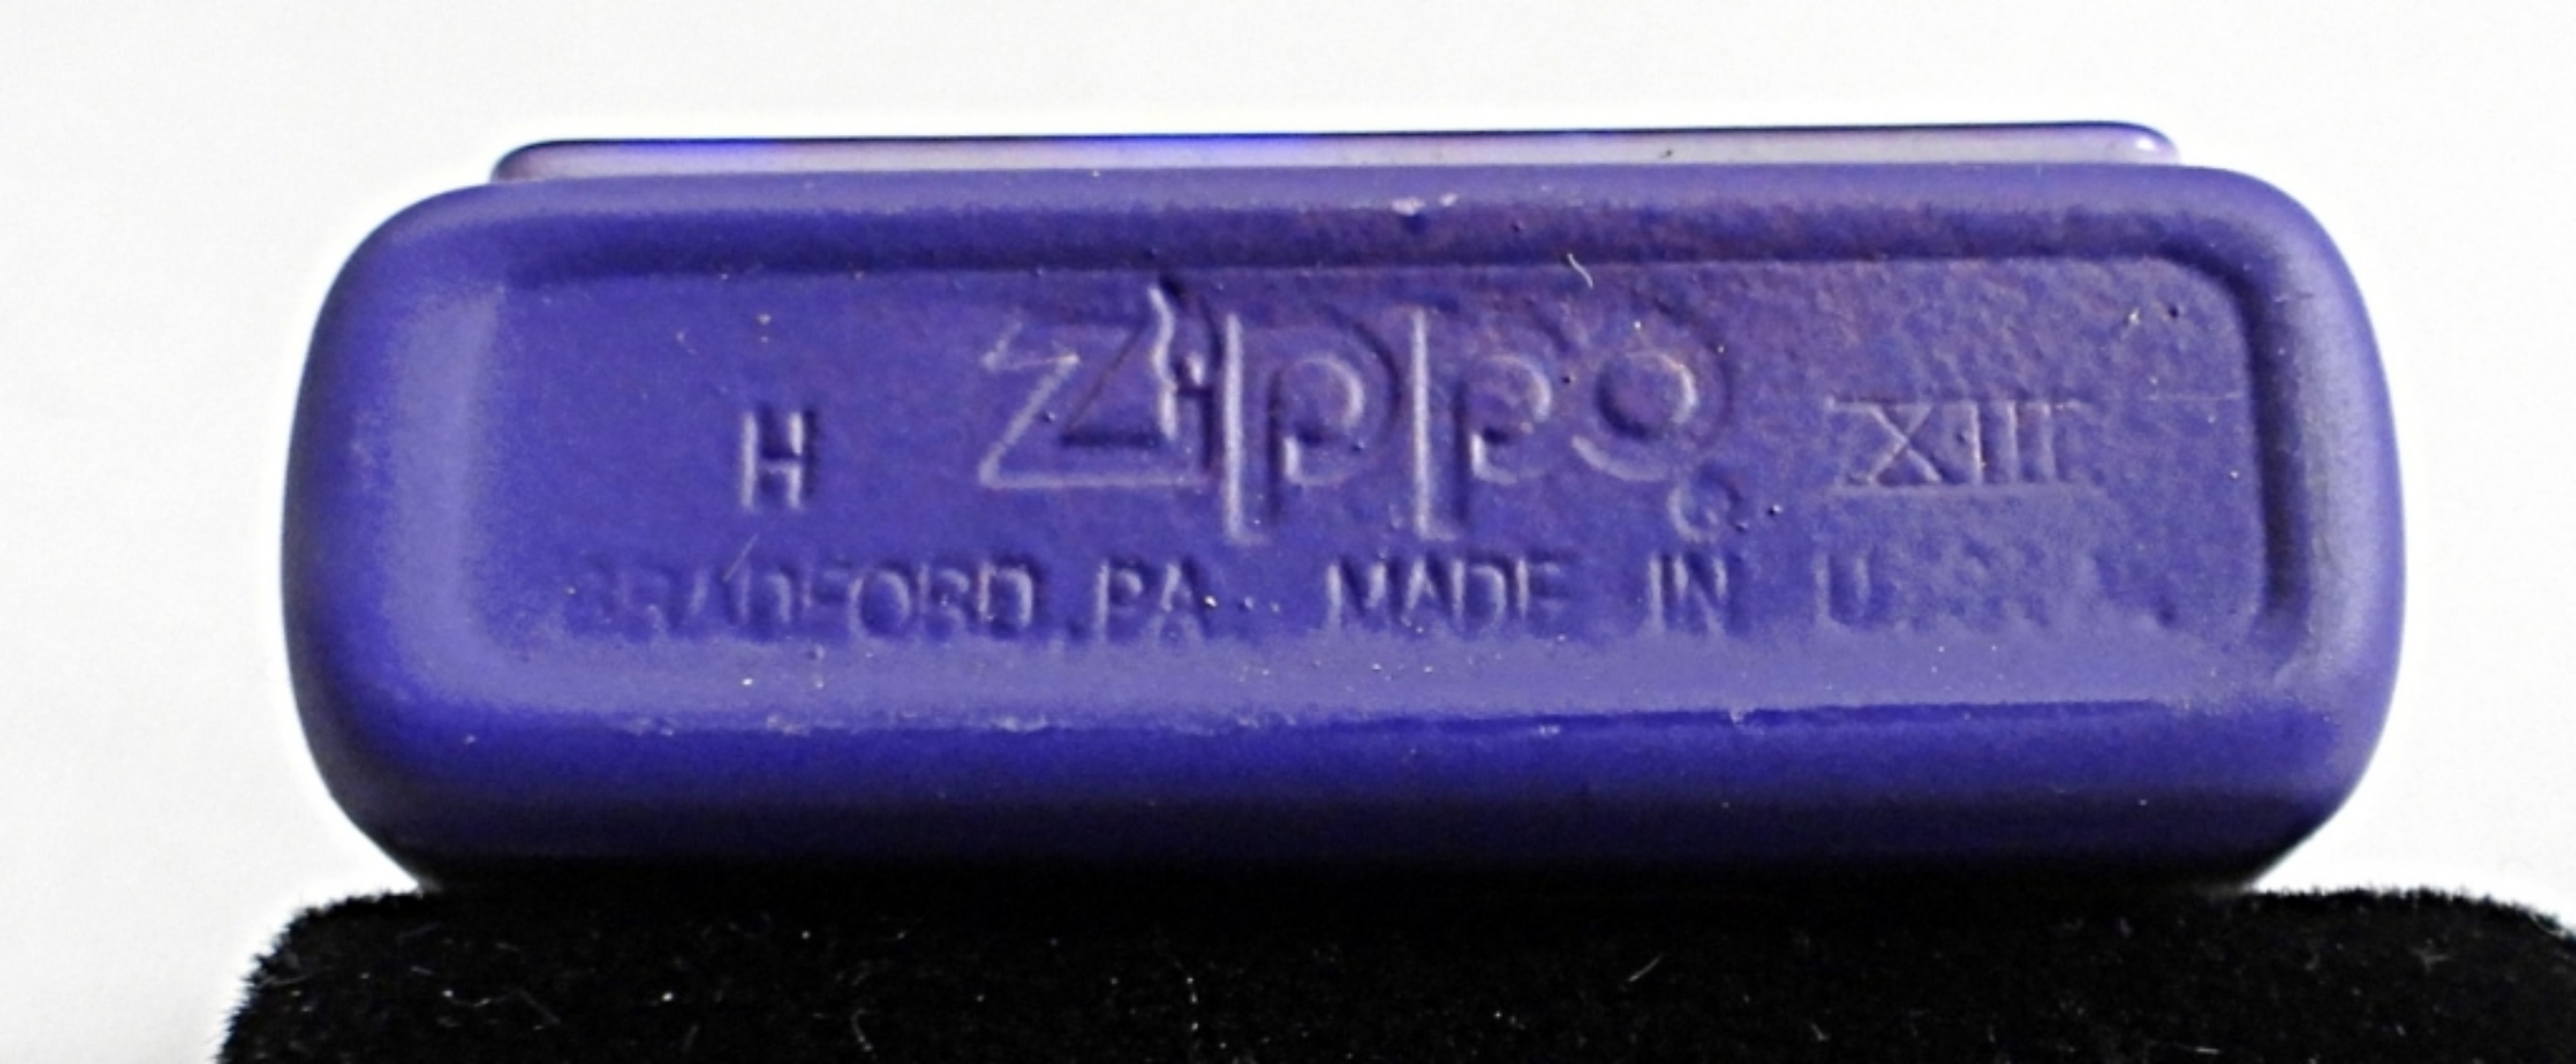 H Zippo ® XIII
BRADFORD, PA. MADE IN U.